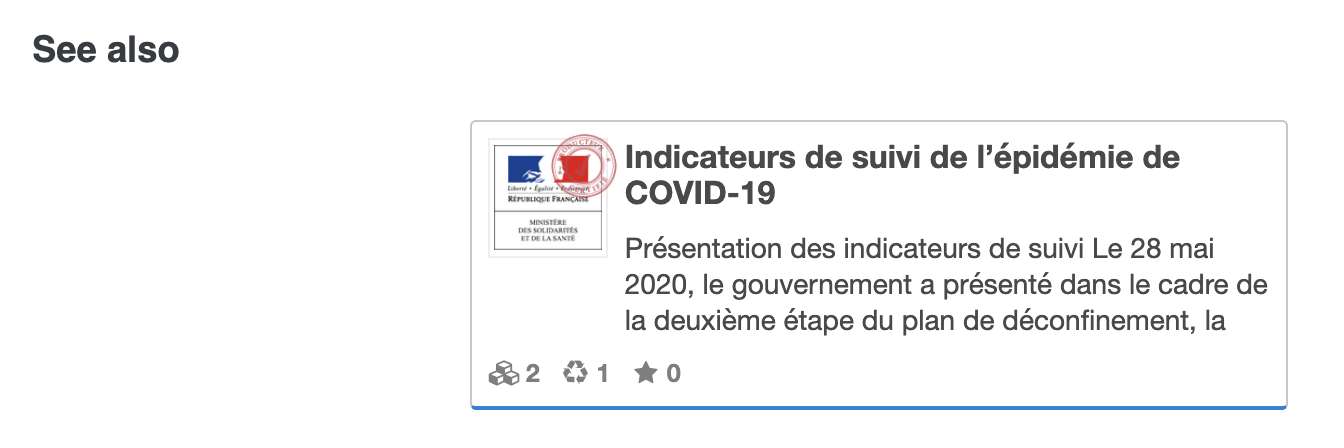 See also
PRODUCTEUR
CERTIFIÉ
Liberté • Égalité • Fraternité
RÉPUBLIQUE FRANÇAISE
MINISTÈRE
DES SOLIDARITÉS
ET DE LA SANTÉ
Indicateurs de suivi de l’épidémie de
COVID-19
Présentation des indicateurs de suivi Le 28 mai
2020, le gouvernement a présenté dans le cadre de
la deuxième étape du plan de déconfinement, la
2 1 0